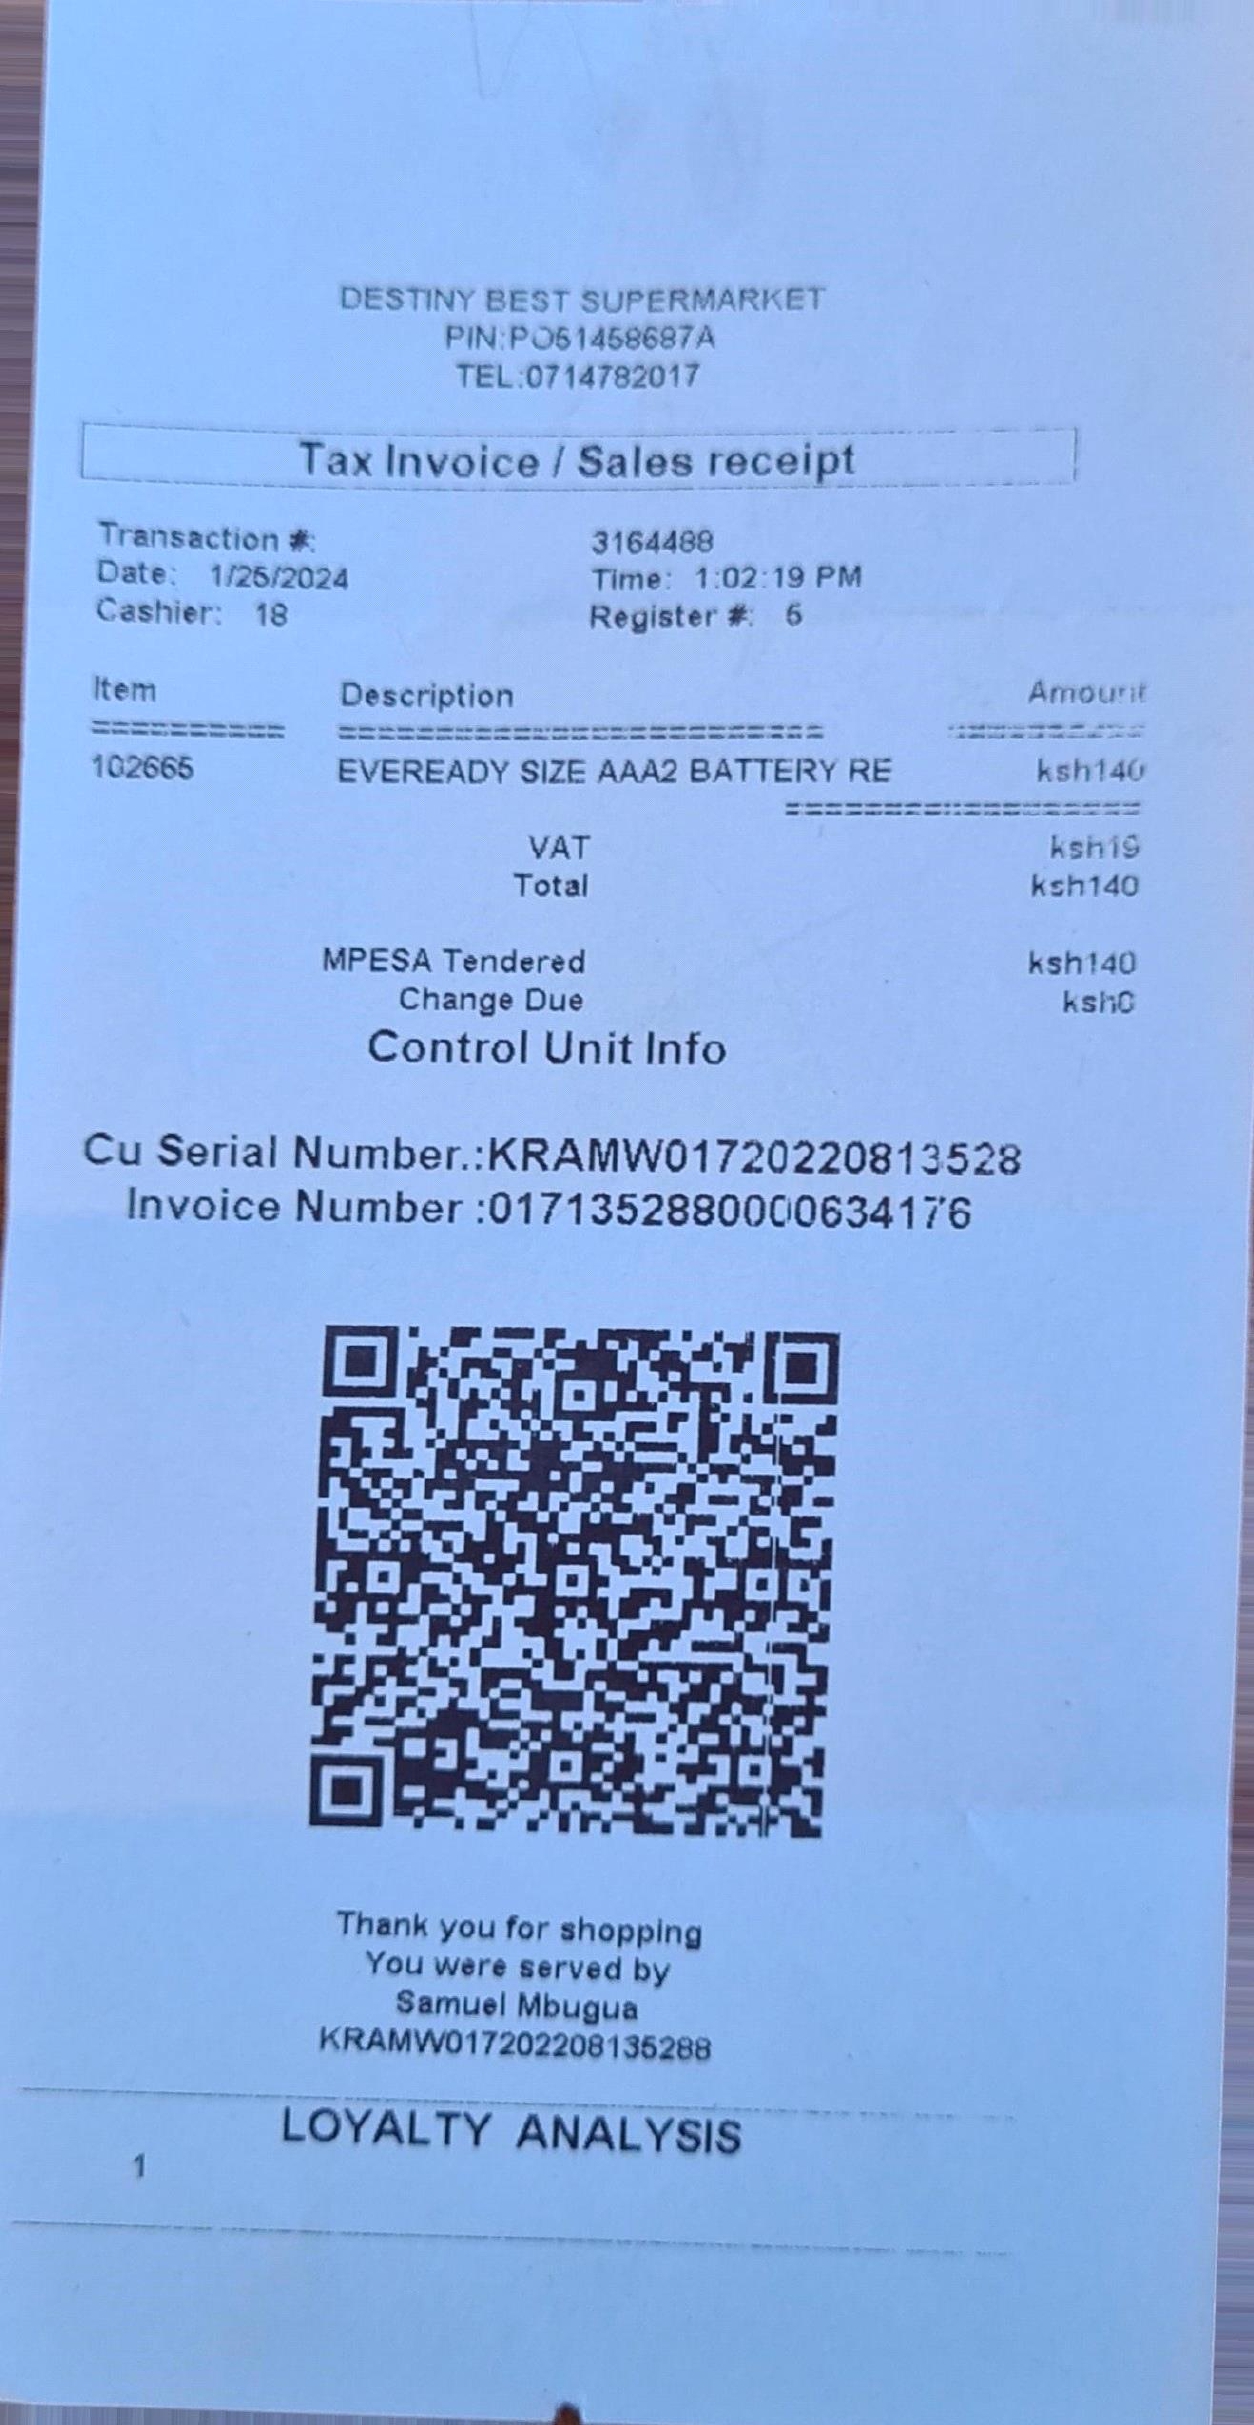 DESTINY BEST SUPERMARKET
PIN:PO51458687A
TEL:0714782017
Tax Invoice / Sales receipt
Transaction #: 3164488
Date: 1/25/2024 Time: 1:02:19 PM
Cashier: 18 Register #: 5
Item Description Amount
========== ========================= ==========
102665 EVEREADY SIZE AAA2 BATTERY RE ksh140
==================
VAT ksh19
Total ksh140
MPESA Tendered ksh140
Change Due ksh0
Control Unit Info
Cu Serial Number.:KRAMW01720220813528
Invoice Number :0171352880000634176
Thank you for shopping
You were served by
Samuel Mbugua
KRAMW017202208135288
LOYALTY ANALYSIS
1